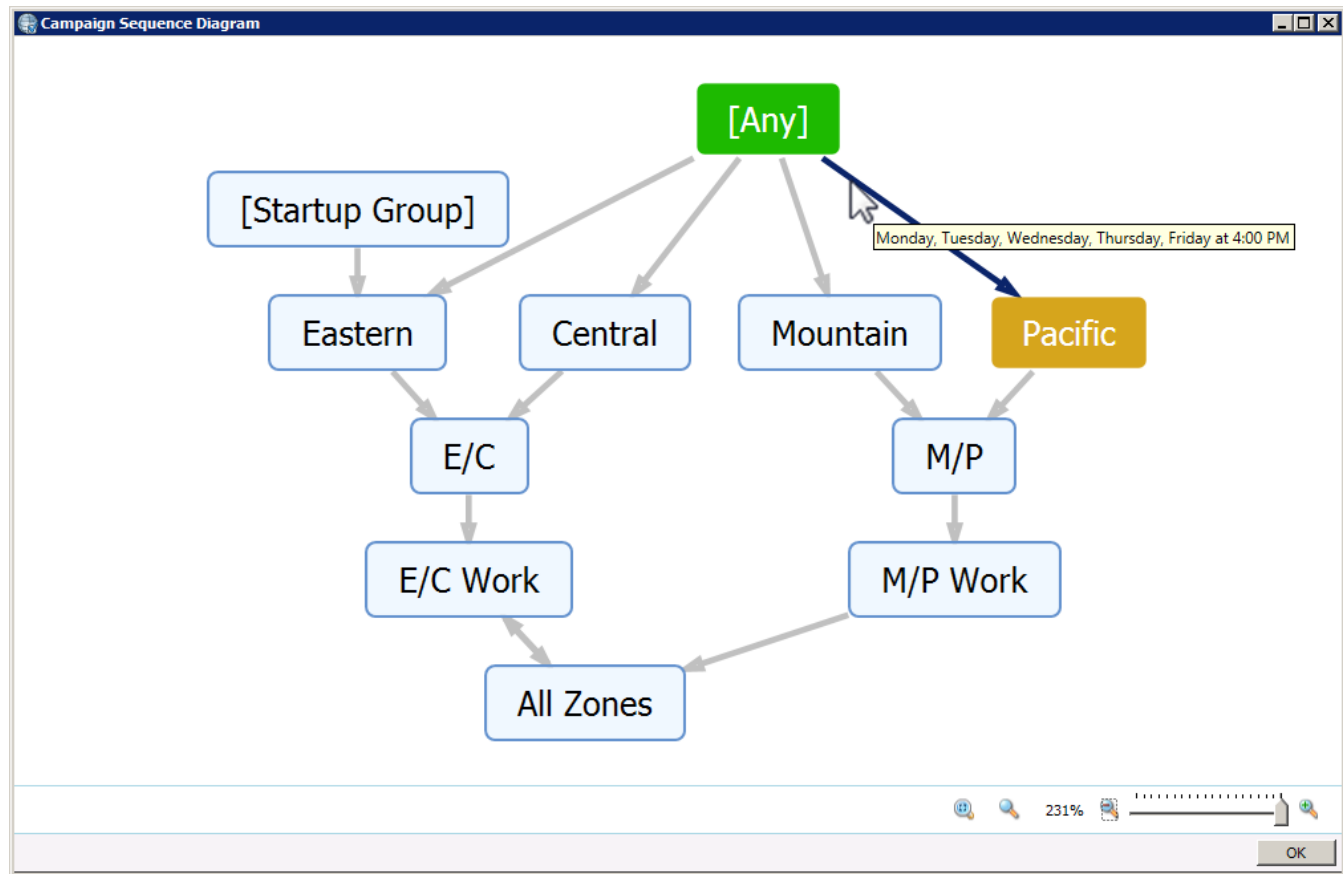 Campaign Sequence Diagram
[Any]
[Startup Group]
Monday, Tuesday, Wednesday, Thursday, Friday at 4:00 PM
Eastern
Central
Mountain
Pacific
E/C
M/P
E/C Work
M/P Work
All Zones
231%
OK